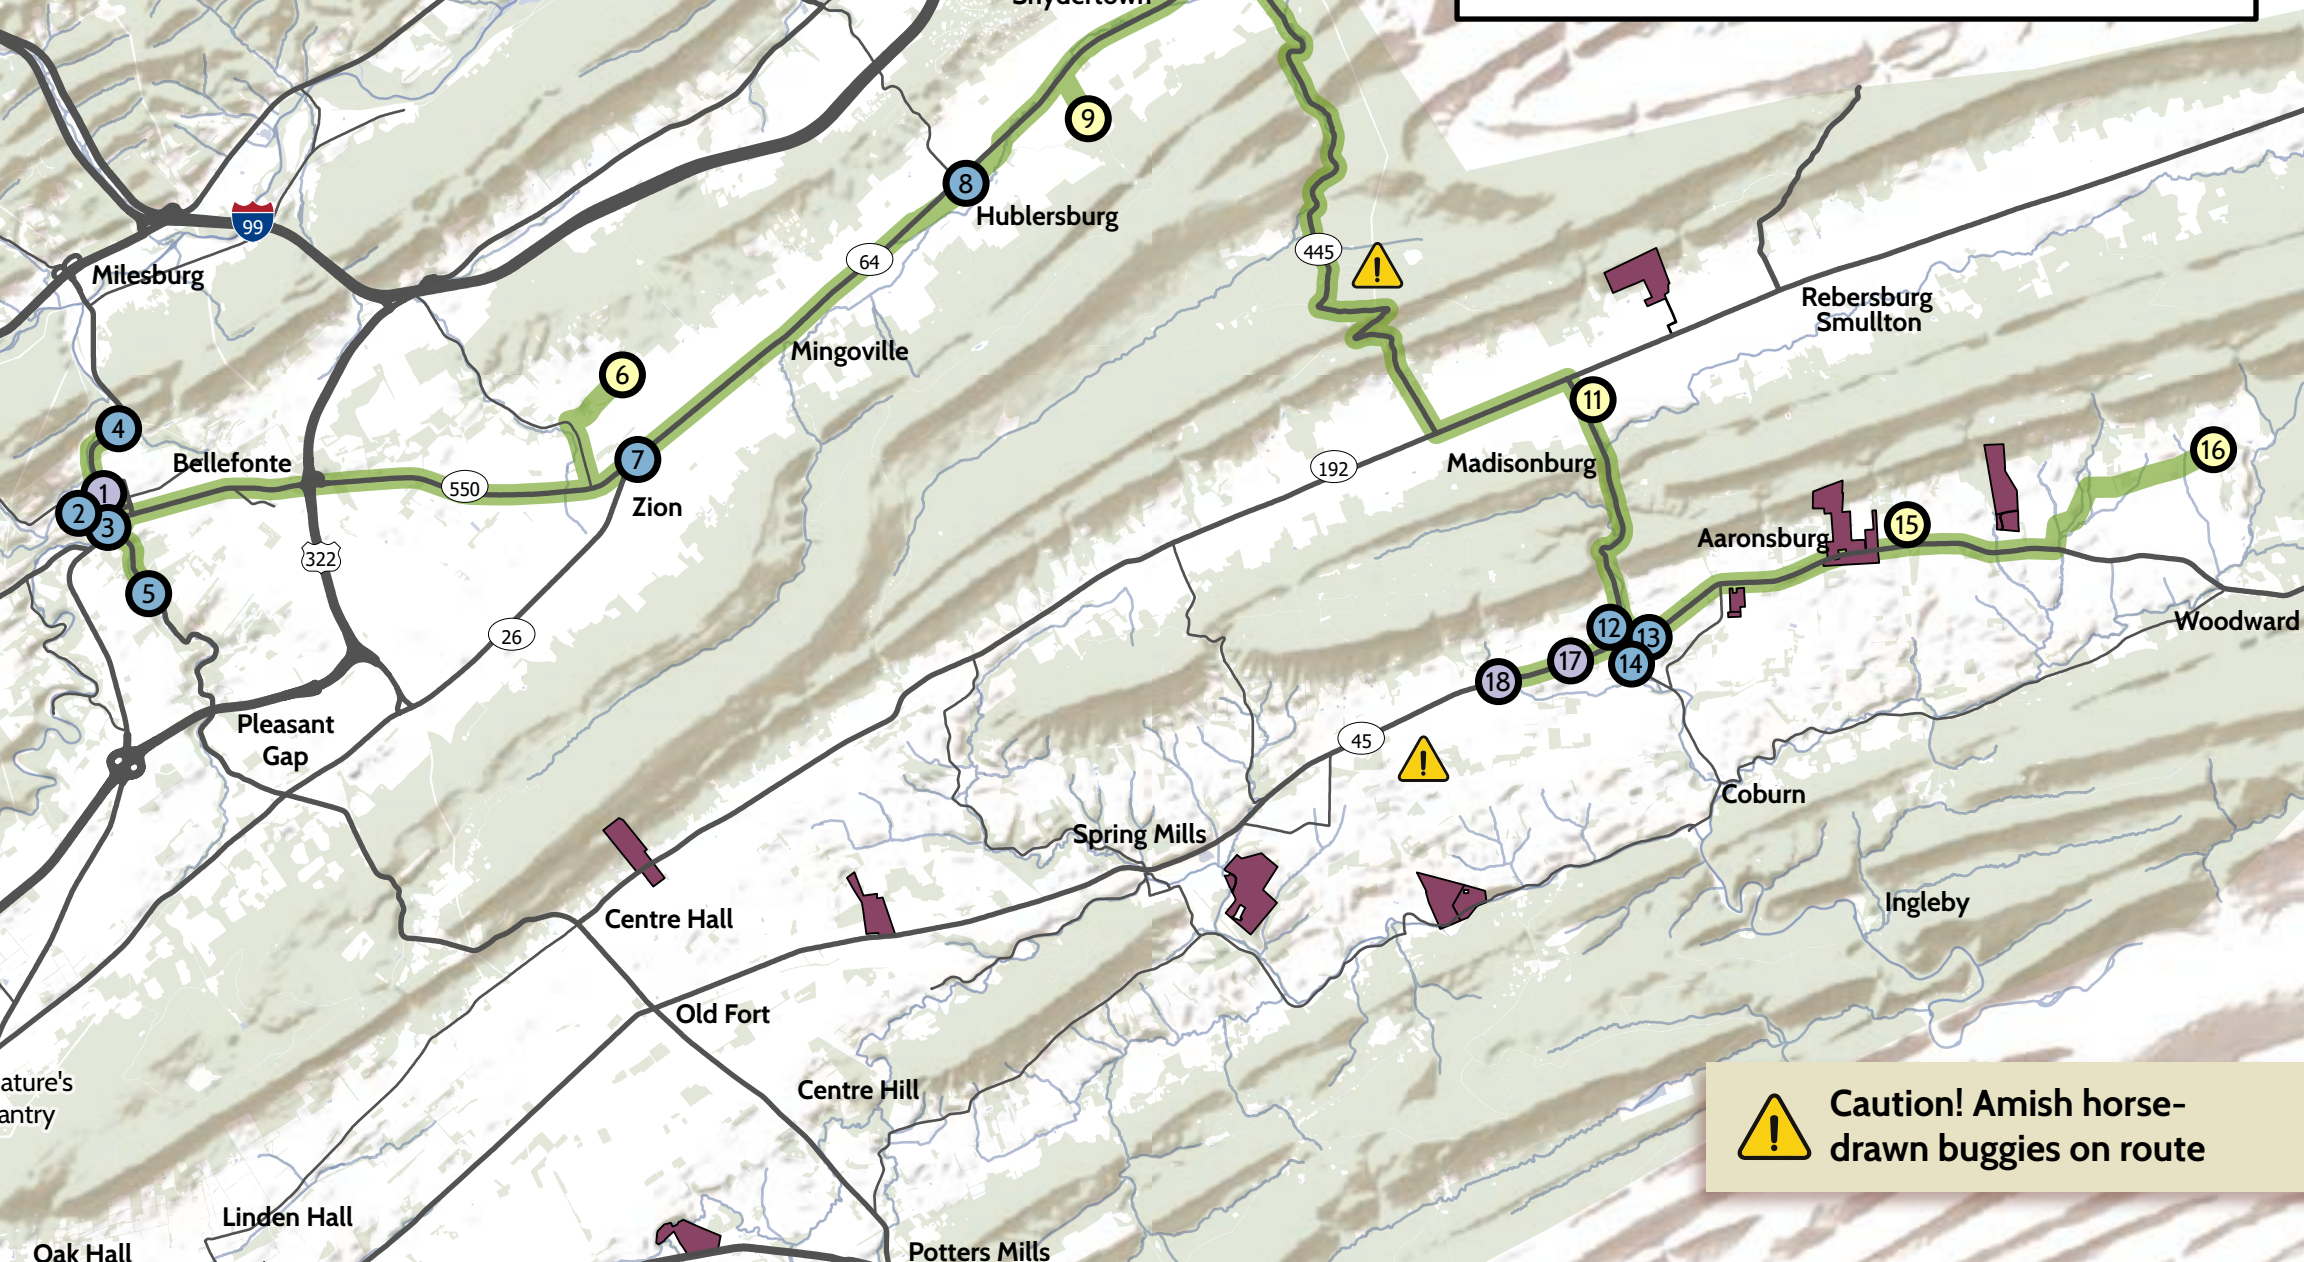 Snydertown
9
8
Hublersburg
99
445
64
Milesburg
Rebersburg
Smullton
Mingoville
6
11
4
Bellefonte
7
192
Madisonburg
16
1
550
2
3
Zion
15
Aaronsburg
322
5
26
12
13
Woodward
17
14
18
Pleasant
Gap
45
Coburn
Spring Mills
Centre Hall
Ingleby
Old Fort
ature's
antry
Centre Hill
Caution! Amish horse-
drawn buggies on route
Linden Hall
Oak Hall
Potters Mills